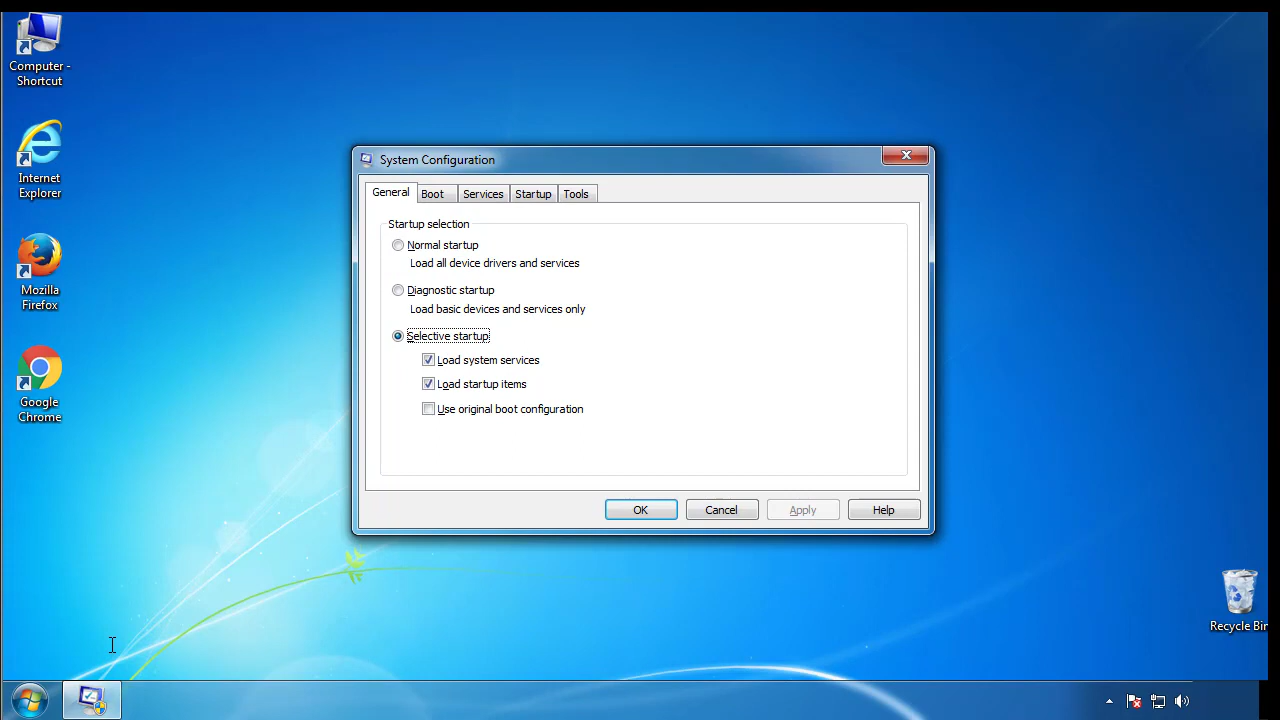 Computer -
Shortcut
Internet
Explorer
Mozilla
Firefox
Google
Chrome
System Configuration
General
Boot
Services
Startup
Tools
Startup selection
Normal startup
Load all device drivers and services
Diagnostic startup
Load basic devices and services only
Selective startup
Load system services
Load startup items
Use original boot configuration
OK
Cancel
Apply
Help
Recycle Bin